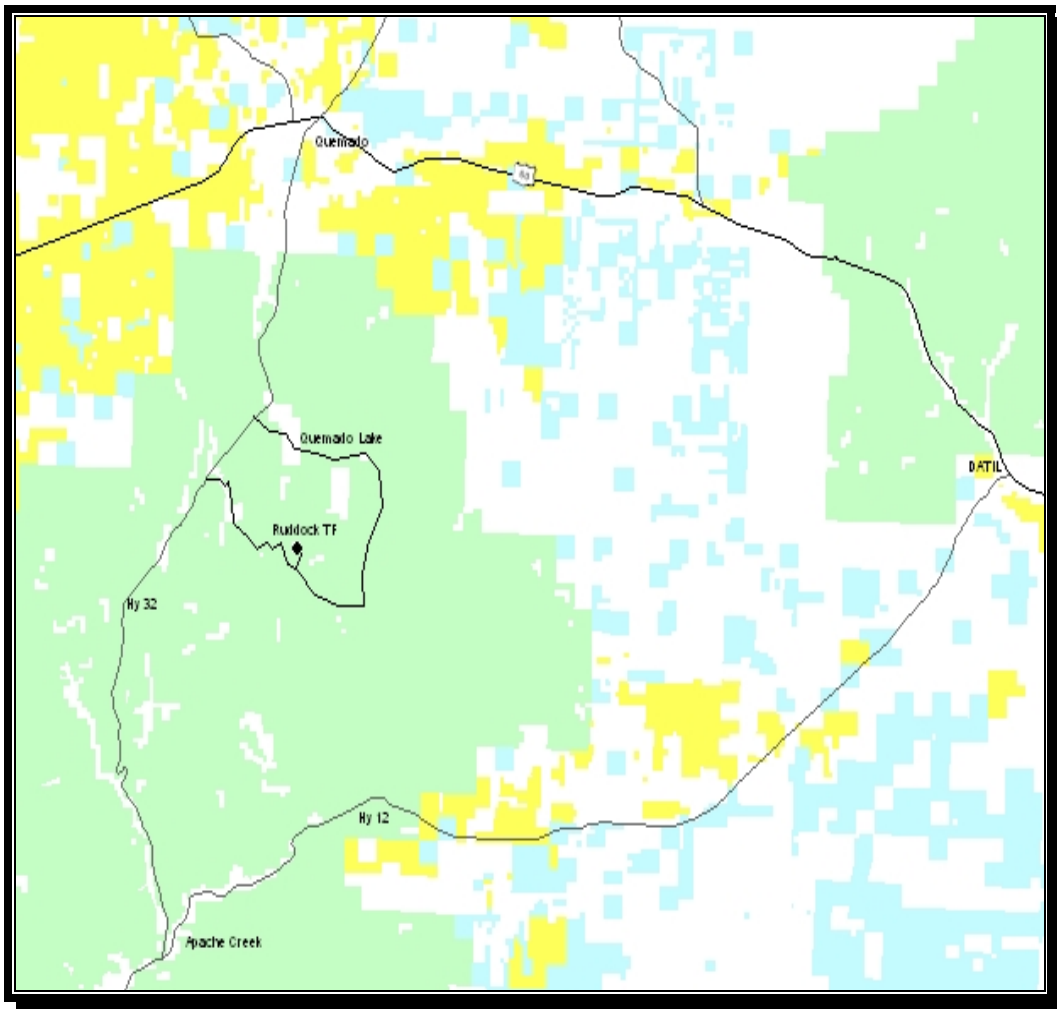 Quemado
60
Quemado Lake
DATIL
Ruddock TF
Hy 32
Hy 12
Apache Creek